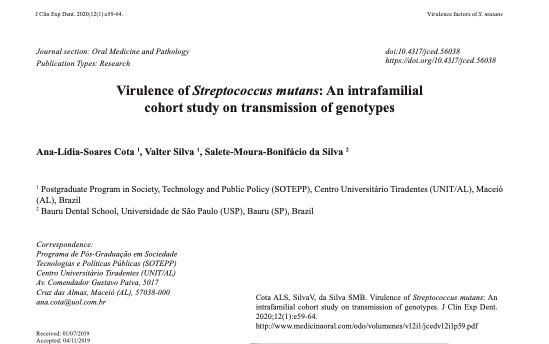 J Clin Exp Dent. 2020;12(1):e59-64.
Virulence factors of S. mutans
Journal section: Oral Medicine and Pathology
Publication Types: Research
doi:10.4317/jced.56038
https://doi.org/10.4317/jced.56038
Virulence of Streptococcus mutans: An intrafamilial
cohort study on transmission of genotypes
Ana-Lídia-Soares Cota 1, Valter Silva 1, Salete-Moura-Bonifácio da Silva 2
1 Postgraduate Program in Society, Technology and Public Policy (SOTEPP), Centro Universitário Tiradentes (UNIT/AL), Maceió
(AL), Brazil
2 Bauru Dental School, Universidade de São Paulo (USP), Bauru (SP), Brazil
Correspondence:
Programa de Pós-Graduação em Sociedade
Tecnologias e Políticas Públicas (SOTEPP)
Centro Universitário Tiradentes (UNIT/AL)
Av. Comendador Gustavo Paiva, 5017
Cruz das Almas, Maceió (AL), 57038-000
ana.cota@uol.com.br
Received: 01/07/2019
Accepted: 04/11/2019
Cota ALS, SilvaV, da Silva SMB. Virulence of Streptococcus mutans: An
intrafamilial cohort study on transmission of genotypes. J Clin Exp Dent.
2020;12(1):e59-64.
http://www.medicinaoral.com/odo/volumenes/v12i1/jcedv12i1p59.pdf